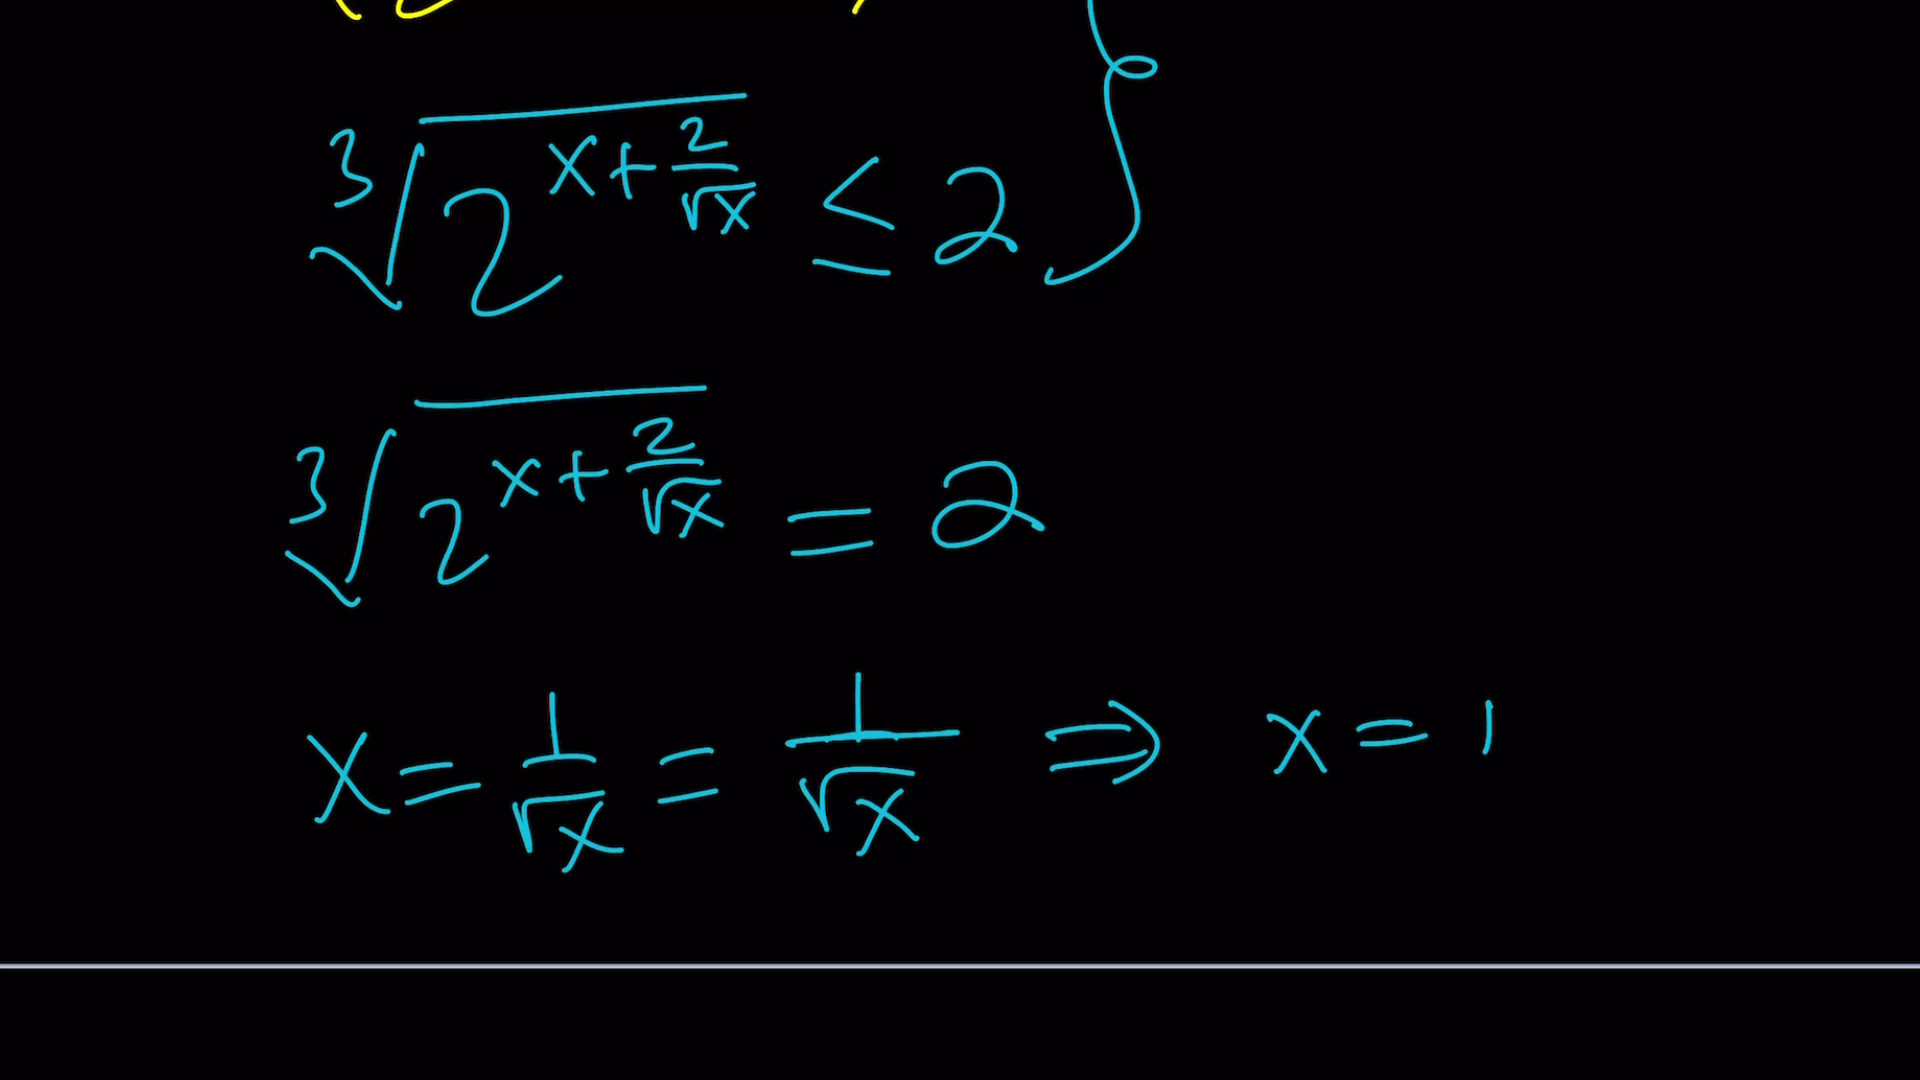 ∛(2^(x+2/√x)) ≤ 2
∛(2^(x+2/√x)) = 2
x = 1/√x = 1/√x ⇒ x = 1